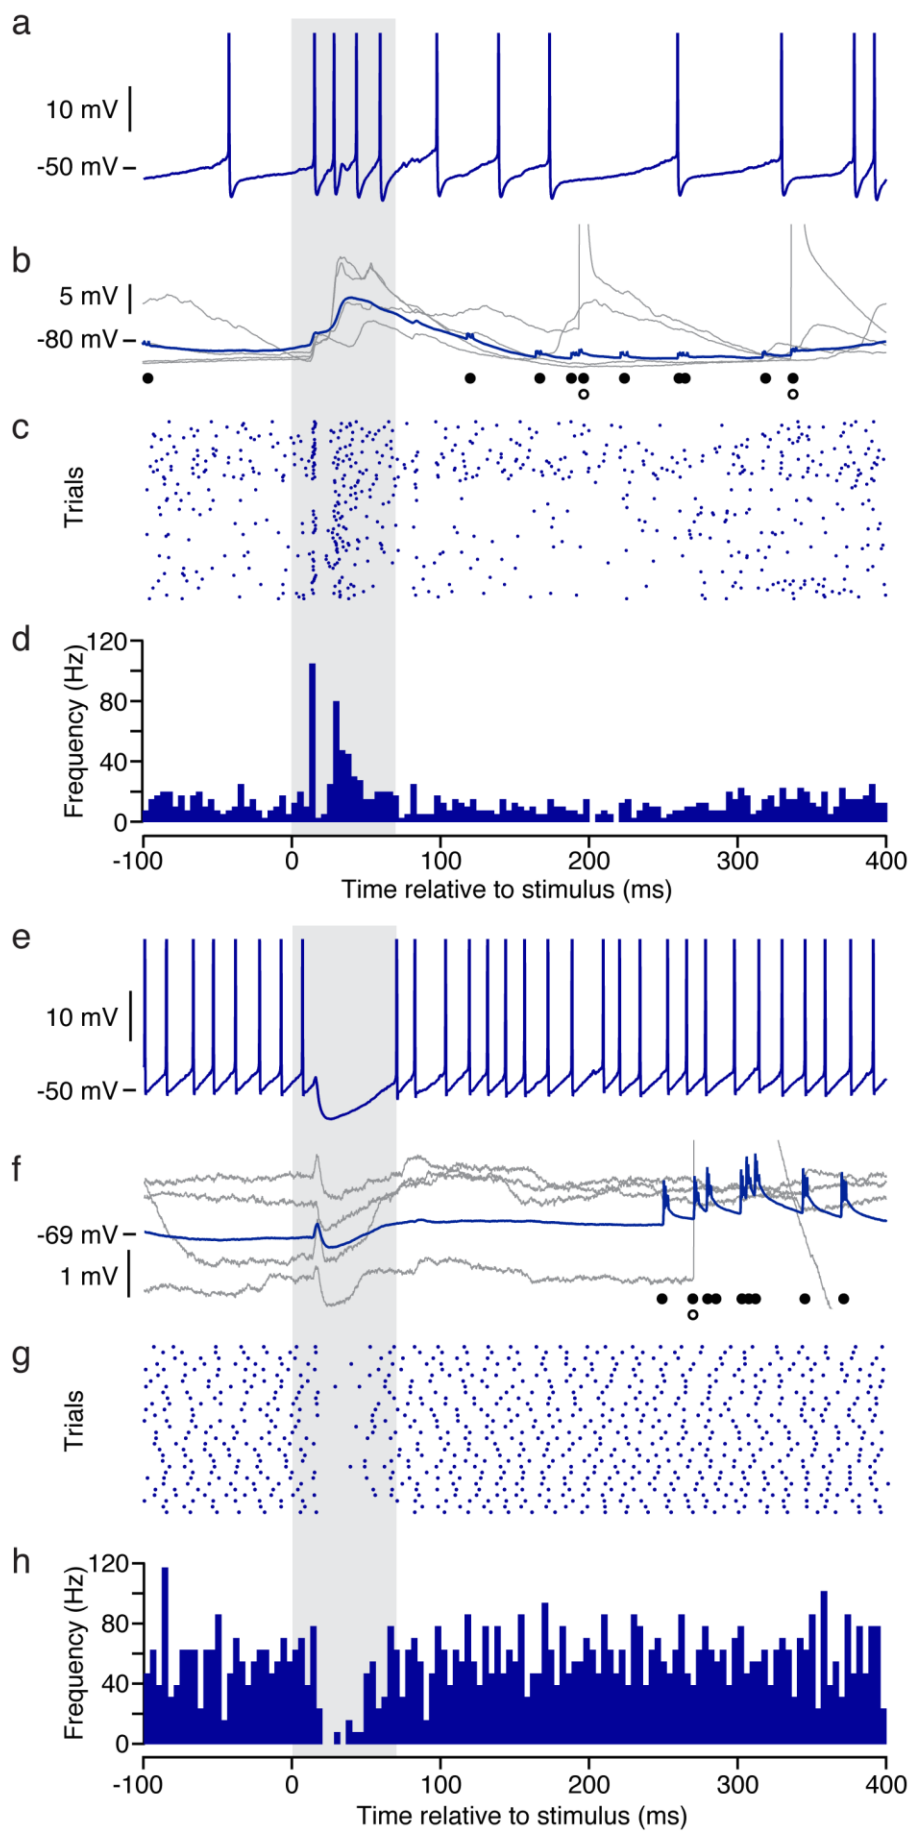 a
10 mV
-50 mV
b
5 mV
-80 mV
c
Trials
d
Frequency (Hz)
120
80
40
0
-100 0 100 200 300 400
Time relative to stimulus (ms)
e
10 mV
-50 mV
f
-69 mV
1 mV
g
Trials
h
Frequency (Hz)
120
80
40
0
-100 0 100 200 300 400
Time relative to stimulus (ms)